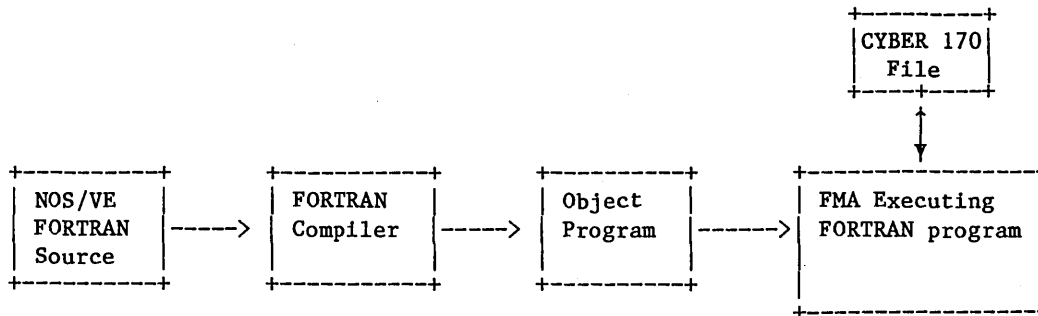 CYBER 170
File
NOS/VE
FORTRAN
Source
FORTRAN
Compiler
Object
Program
FMA Executing
FORTRAN program